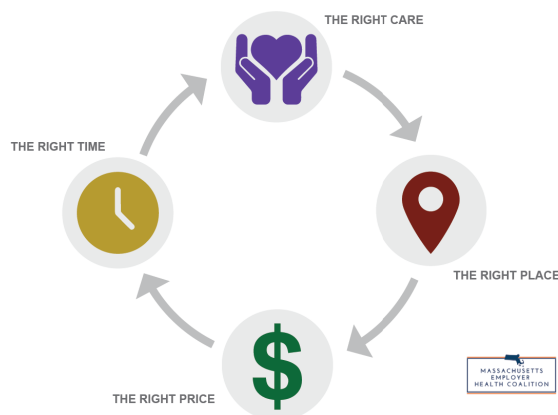 THE RIGHT CARE
THE RIGHT TIME
THE RIGHT PLACE
THE RIGHT PRICE
$
MASSACHUSETTS
EMPLOYER
HEALTH COALITION